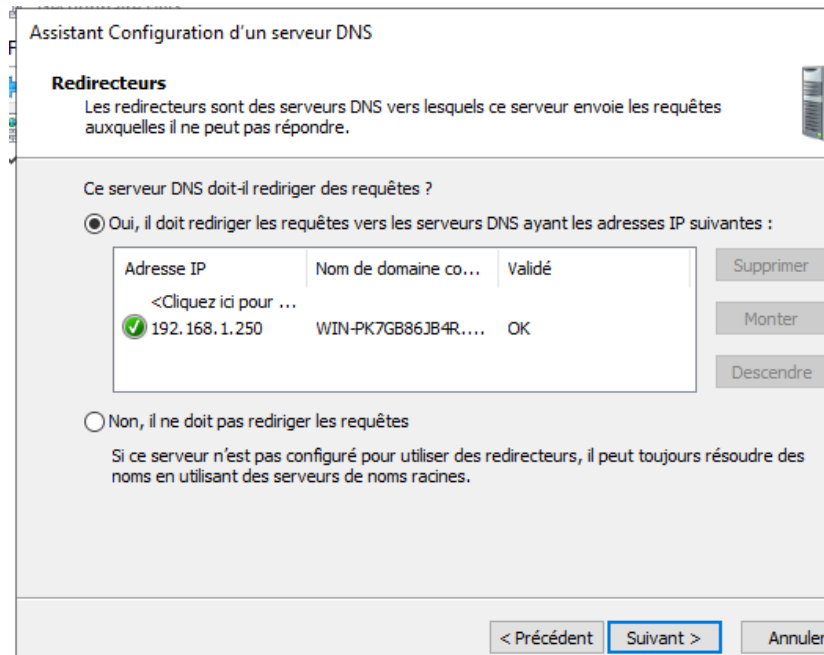 Assistant Configuration d'un serveur DNS
Redirecteurs
Les redirecteurs sont des serveurs DNS vers lesquels ce serveur envoie les requêtes
auxquelles il ne peut pas répondre.
Ce serveur DNS doit-il rediriger des requêtes ?
Oui, il doit rediriger les requêtes vers les serveurs DNS ayant les adresses IP suivantes :
Adresse IP Nom de domaine co... Validé
<Cliquez ici pour ...
192.168.1.250 WIN-PK7GB86JB4R.... OK
Supprimer
Monter
Descendre
Non, il ne doit pas rediriger les requêtes
Si ce serveur n'est pas configuré pour utiliser des redirecteurs, il peut toujours résoudre des
noms en utilisant des serveurs de noms racines.
< Précédent Suivant > Annuler